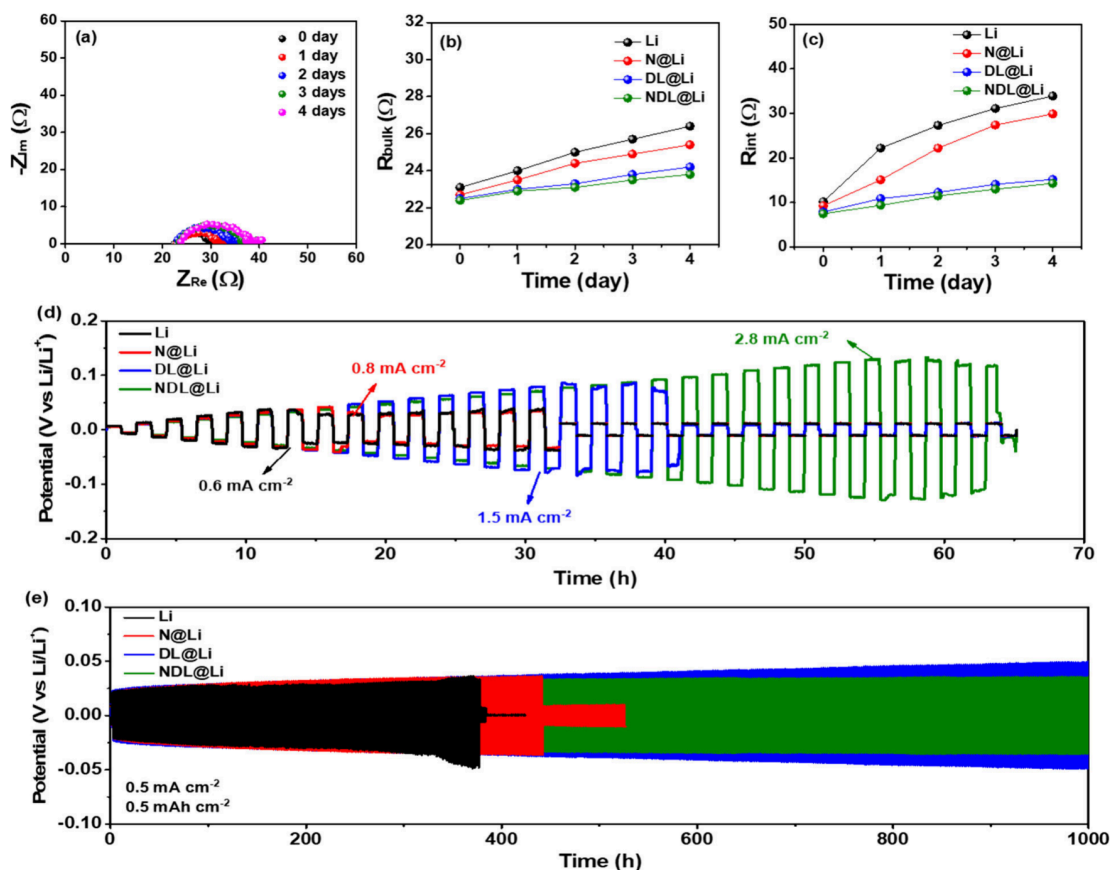 (a)
60
50
40
30
20
10
0
-Z_Im (Ω)
0 10 20 30 40 50 60
Z_Re (Ω)
0 day
1 day
2 days
3 days
4 days
(b)
32
30
28
26
24
22
20
R_bulk (Ω)
0 1 2 3 4
Time (day)
Li
N@Li
DL@Li
NDL@Li
(c)
50
40
30
20
10
0
R_int (Ω)
0 1 2 3 4
Time (day)
Li
N@Li
DL@Li
NDL@Li
(d)
0.2
0.1
0.0
-0.1
-0.2
Potential (V vs Li/Li⁺)
Li
N@Li
DL@Li
NDL@Li
0.8 mA cm⁻²
2.8 mA cm⁻²
0.6 mA cm⁻²
1.5 mA cm⁻²
0 10 20 30 40 50 60 70
Time (h)
(e)
0.10
0.05
0.00
-0.05
-0.10
Potential (V vs Li/Li⁺)
Li
N@Li
DL@Li
NDL@Li
0.5 mA cm⁻²
0.5 mAh cm⁻²
0 200 400 600 800 1000
Time (h)